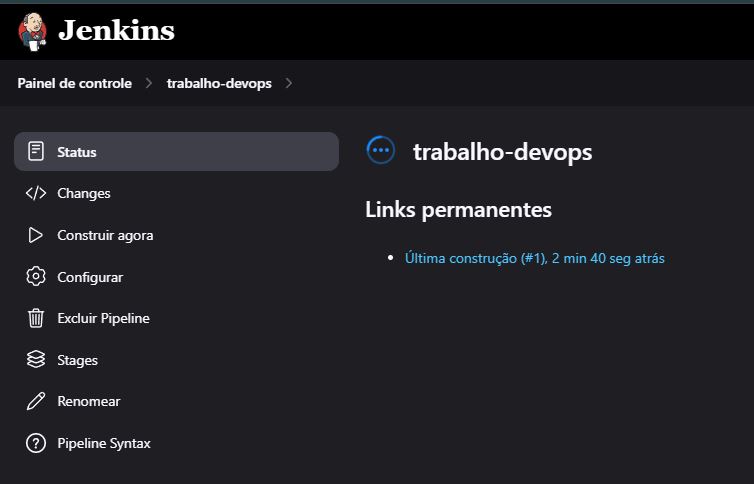 Jenkins
Painel de controle
trabalho-devops
Status
Changes
Construir agora
Configurar
Excluir Pipeline
Stages
Renomear
Pipeline Syntax
trabalho-devops
Links permanentes
Última construção (#1), 2 min 40 seg atrás